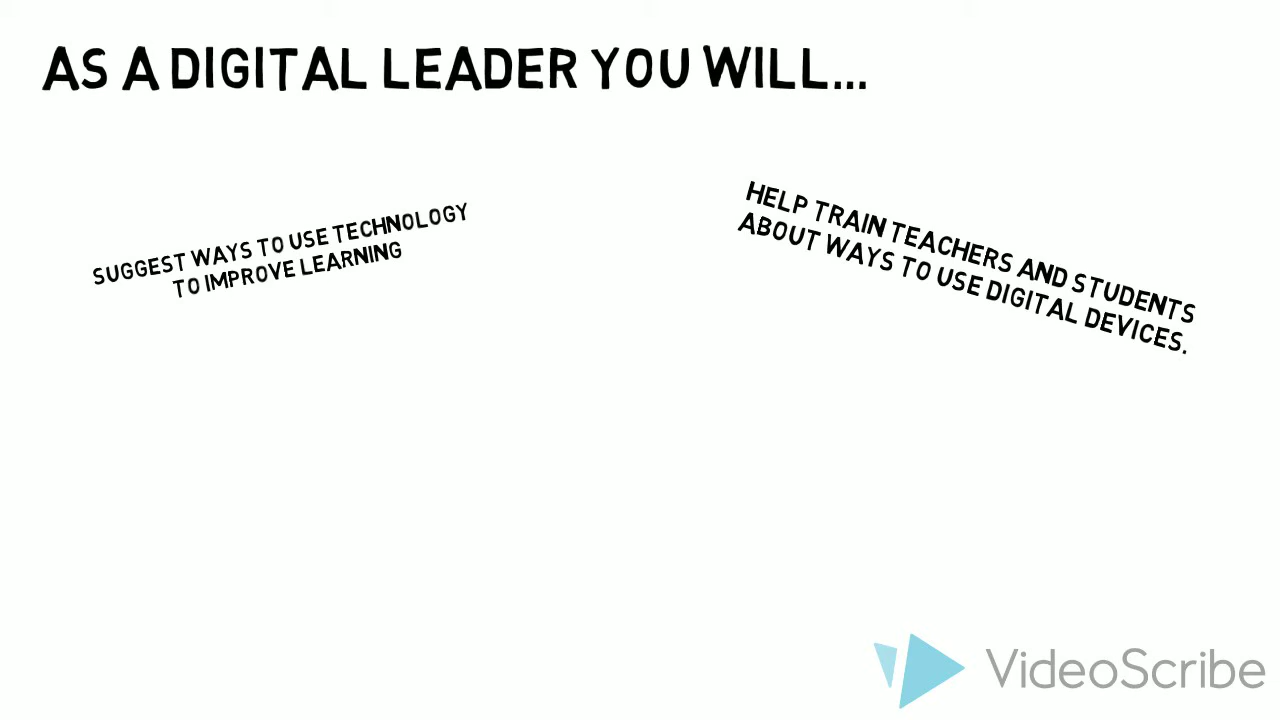 AS A DIGITAL LEADER YOU WILL...
SUGGEST WAYS TO USE TECHNOLOGY
TO IMPROVE LEARNING
HELP TRAIN TEACHERS AND STUDENTS
ABOUT WAYS TO USE DIGITAL DEVICES.
VideoScribe